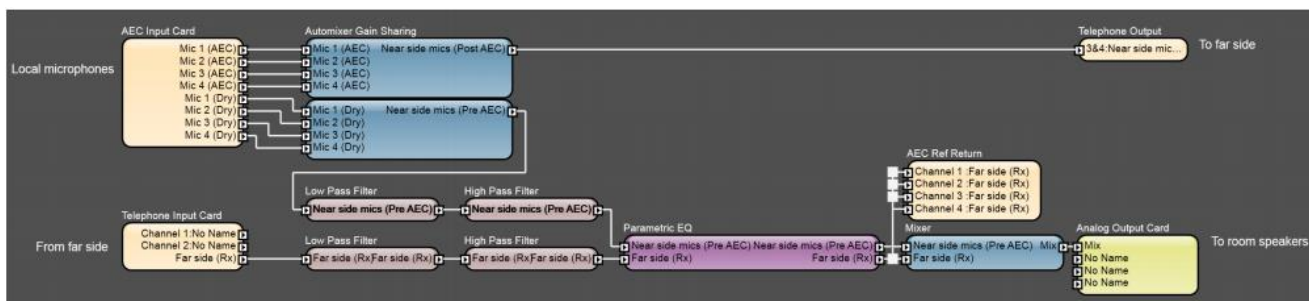 AEC Input Card
Mic 1 (AEC)
Mic 2 (AEC)
Mic 3 (AEC)
Mic 4 (AEC)
Mic 1 (Dry)
Mic 2 (Dry)
Mic 3 (Dry)
Mic 4 (Dry)
Local microphones
Automixer Gain Sharing
Mic 1 (AEC) Near side mics (Post AEC)
Mic 2 (AEC)
Mic 3 (AEC)
Mic 4 (AEC)
Mic 1 (Dry) Near side mics (Pre AEC)
Mic 2 (Dry)
Mic 3 (Dry)
Mic 4 (Dry)
Telephone Output
3&4:Near side mic...
To far side
AEC Ref Return
Channel 1 :Far side (Rx)
Channel 2 :Far side (Rx)
Channel 3 :Far side (Rx)
Channel 4 :Far side (Rx)
Low Pass Filter
Near side mics (Pre AEC)
High Pass Filter
Near side mics (Pre AEC)
Telephone Input Card
Channel 1:No Name
Channel 2:No Name
Far side (Rx)
From far side
Low Pass Filter
Far side (Rx) Far side (Rx)
High Pass Filter
Far side (Rx) Far side (Rx)
Parametric EQ
Near side mics (Pre AEC) Near side mics (Pre AEC)
Far side (Rx) Far side (Rx)
Mixer
Near side mics (Pre AEC) Mix
Far side (Rx)
Analog Output Card
Mix
No Name
No Name
No Name
To room speakers